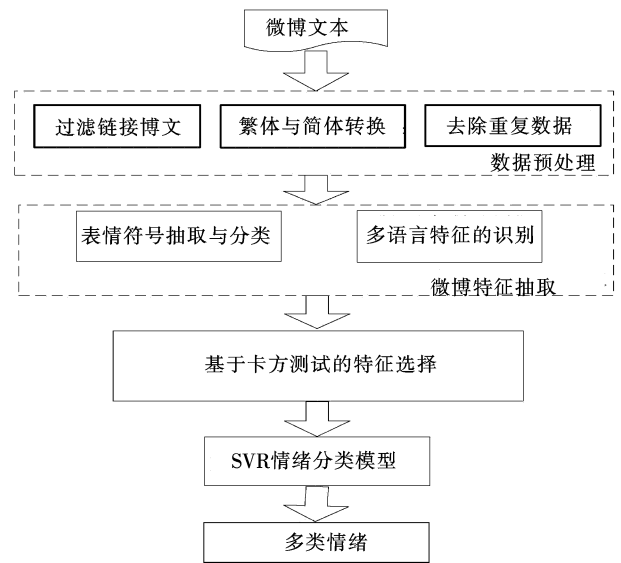 微博文本
过滤链接博文
繁体与简体转换
去除重复数据
数据预处理
表情符号抽取与分类
多语言特征的识别
微博特征抽取
基于卡方测试的特征选择
SVR情绪分类模型
多类情绪